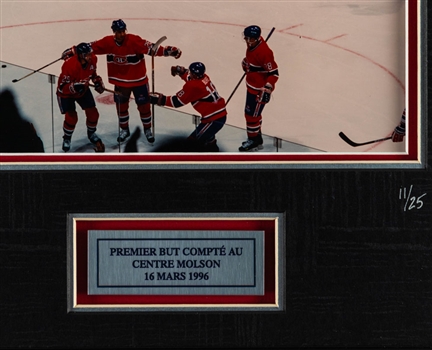 11/25
PREMIER BUT COMPTÉ AU
CENTRE MOLSON
16 MARS 1996